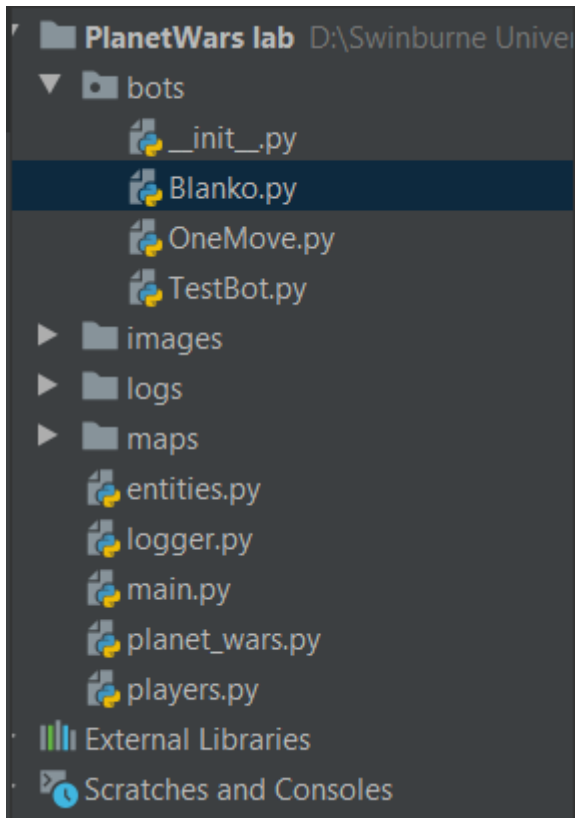 PlanetWars lab D:\Swinburne Univer
bots
__init__.py
Blanko.py
OneMove.py
TestBot.py
images
logs
maps
entities.py
logger.py
main.py
planet_wars.py
players.py
External Libraries
Scratches and Consoles